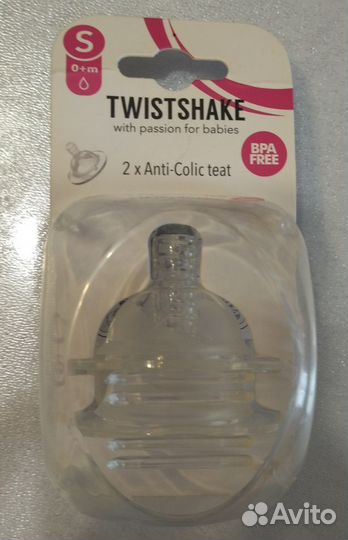 S
0+m
TWISTSHAKE
with passion for babies
BPA
FREE
2 x Anti-Colic teat
Avito